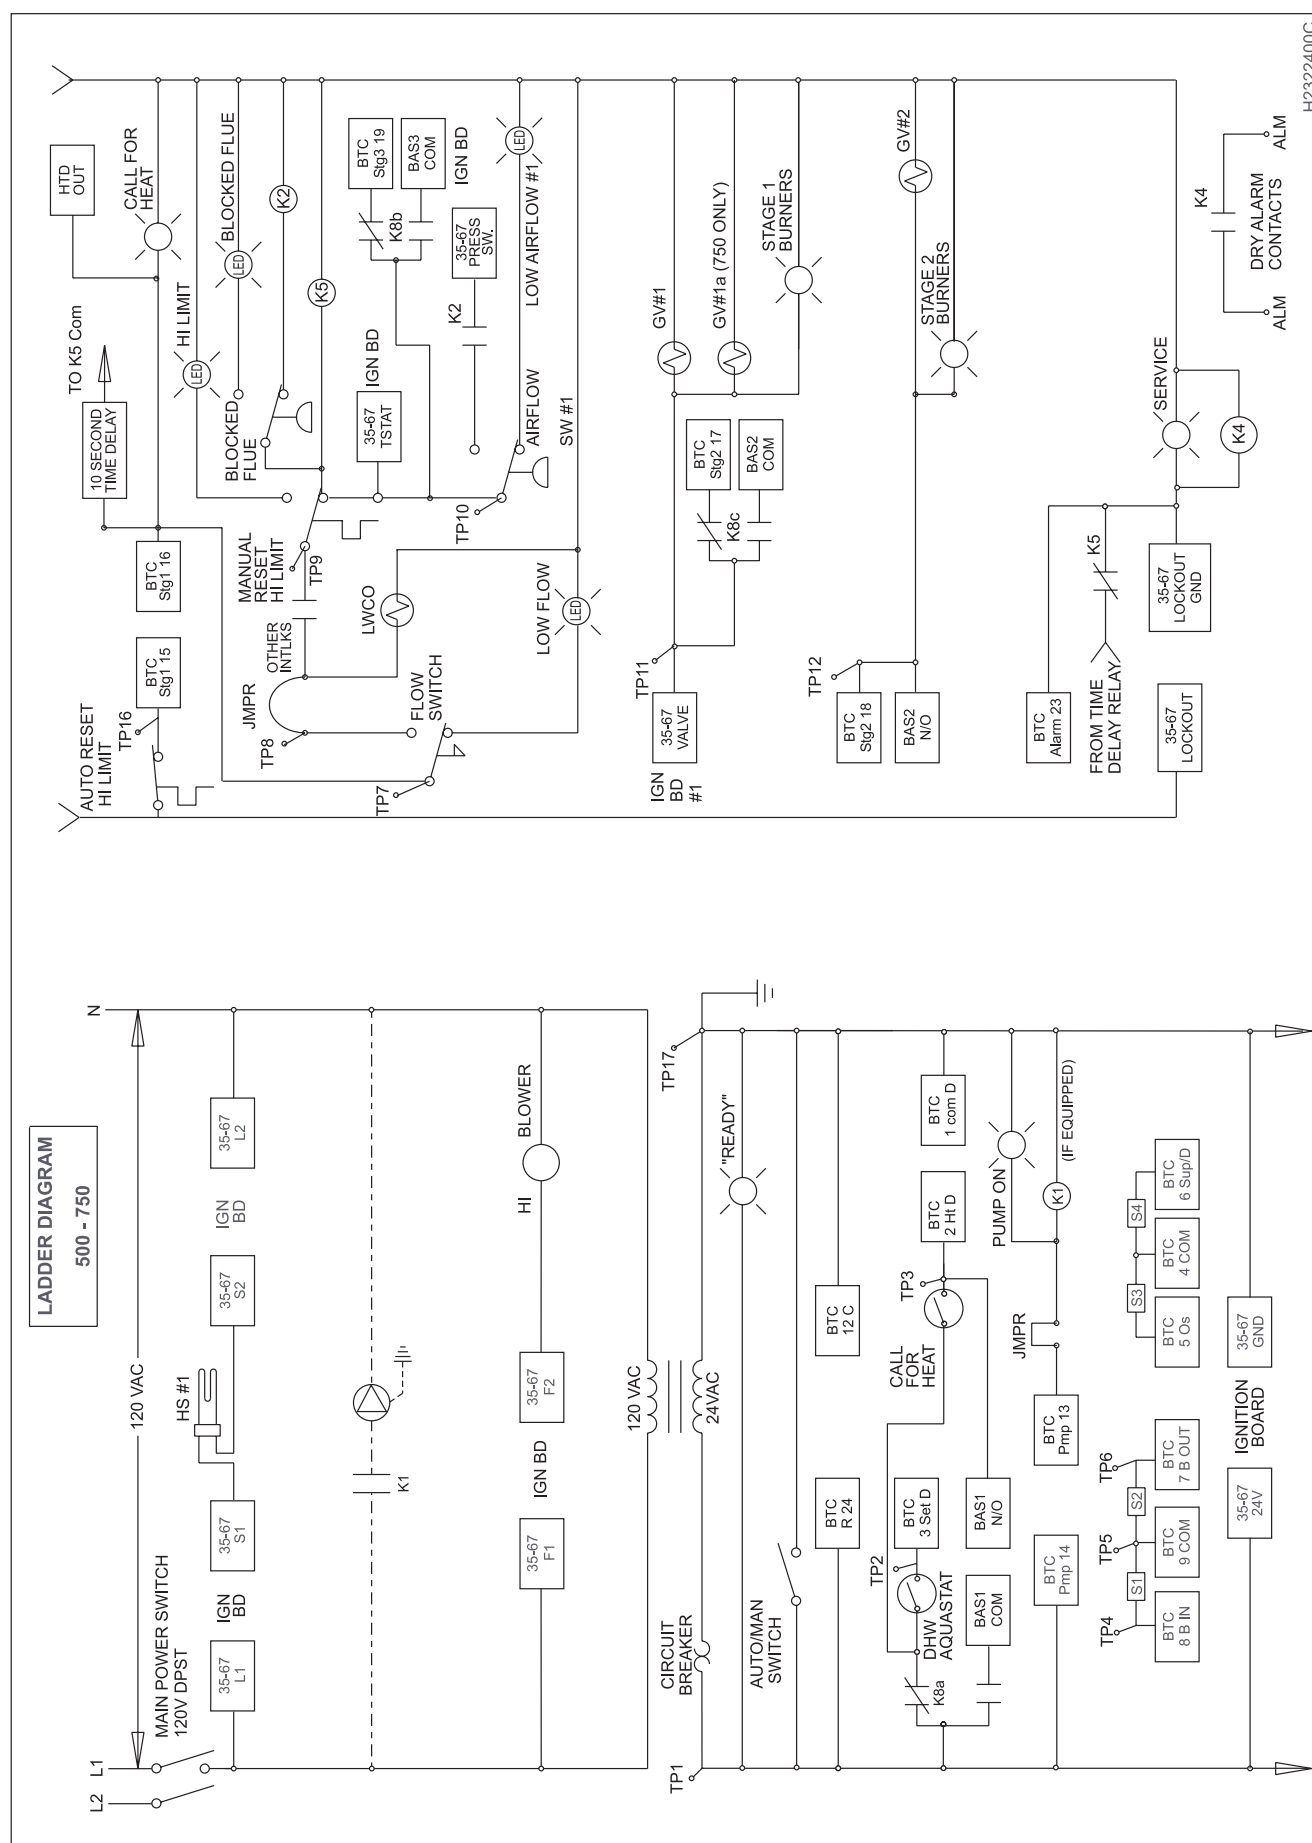 LADDER DIAGRAM
500 - 750
L1
L2
N
120 VAC
MAIN POWER SWITCH
120V DPST
35-67
L1
IGN
BD
35-67
S1
HS #1
35-67
S2
IGN
BD
35-67
L2
K1
35-67
F1
IGN BD
35-67
F2
HI
BLOWER
120 VAC
24VAC
CIRCUIT
BREAKER
TP1
TP17
"READY"
AUTO/MAN
SWITCH
BTC
R 24
BTC
12 C
K8a
DHW
AQUASTAT
TP2
BTC
3 Set D
CALL
FOR
HEAT
TP3
BTC
2 Ht D
BTC
1 com D
BAS1
COM
BAS1
N/O
BTC
Pmp 14
BTC
Pmp 13
JMPR
PUMP ON
K1
(IF EQUIPPED)
TP4
S1
TP5
S2
TP6
BTC
8 B IN
BTC
9 COM
BTC
7 B OUT
S3
S4
BTC
5 Os
BTC
4 COM
BTC
6 Sup/D
35-67
24V
IGNITION
BOARD
35-67
GND
HTD
OUT
TO K5 Com
10 SECOND
TIME DELAY
CALL FOR
HEAT
AUTO RESET
HI LIMIT
TP16
BTC
Stg1 15
BTC
Stg1 16
HI LIMIT
LED
BLOCKED FLUE
LED
BLOCKED
FLUE
K2
K5
MANUAL
RESET
HI LIMIT
TP9
OTHER
INTLKS
JMPR
TP8
LWCO
FLOW
SWITCH
TP7
LOW FLOW
LED
35-67
TSTAT
IGN BD
K8b
BTC
Stg3 19
BAS3
COM
IGN BD
K2
35-67
PRESS
SW.
TP10
AIRFLOW
SW #1
LOW AIRFLOW #1
LED
IGN
BD
#1
35-67
VALVE
TP11
GV#1
GV#1a (750 ONLY)
STAGE 1
BURNERS
K8c
BTC
Stg2 17
BAS2
COM
TP12
BTC
Stg2 18
BAS2
N/O
GV#2
STAGE 2
BURNERS
BTC
Alarm 23
FROM TIME
DELAY RELAY
K5
35-67
LOCKOUT
35-67
LOCKOUT
GND
SERVICE
K4
K4
DRY ALARM
CONTACTS
ALM
ALM
H2322400C